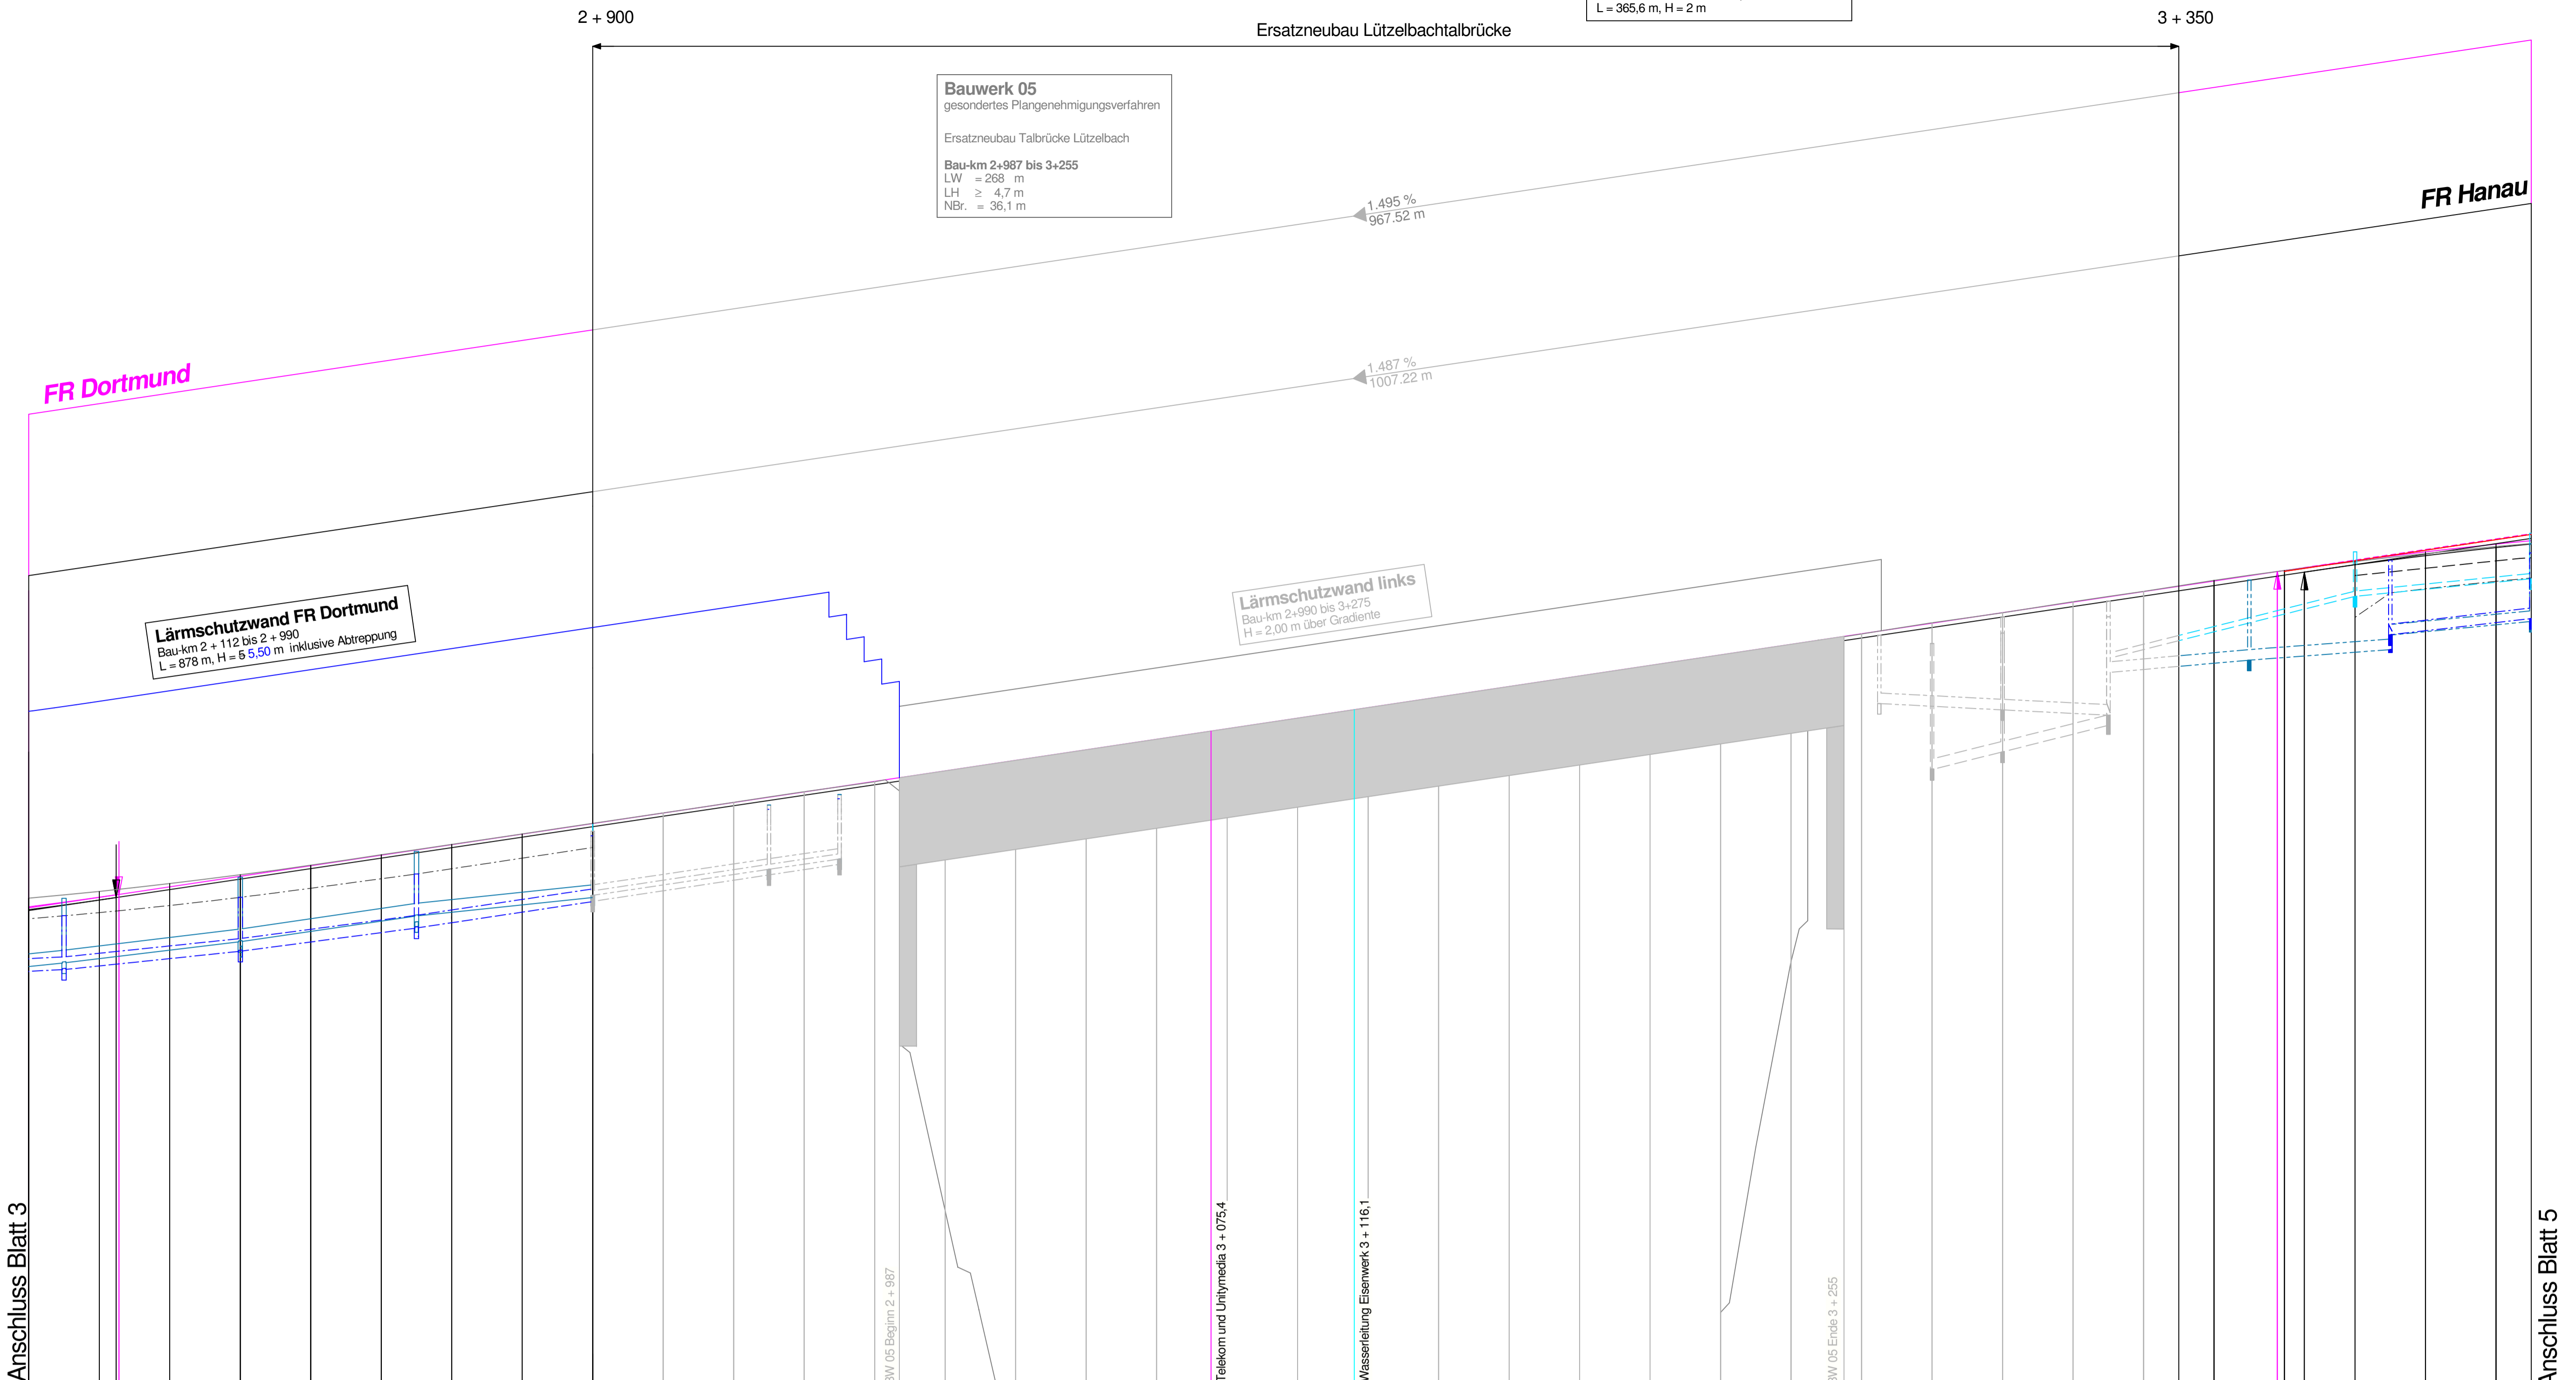 2 + 900
L = 365,6 m, H = 2 m
3 + 350
Ersatzneubau Lützelbachtalbrücke
Bauwerk 05
gesondertes Plangenehmigungsverfahren
Ersatzneubau Talbrücke Lützelbach
Bau-km 2+987 bis 3+255
LW = 268 m
LH ≥ 4,7 m
NBr. = 36,1 m
1.495 %
967.52 m
FR Hanau
FR Dortmund
1.487 %
1007.22 m
Lärmschutzwand FR Dortmund
Bau-km 2 + 112 bis 2 + 990
L = 878 m, H = 5 5,50 m inklusive Abtreppung
Lärmschutzwand links
Bau-km 2+990 bis 3+275
H = 2,00 m über Gradiente
Anschluss Blatt 3
BW 05 Beginn 2 + 987
Telekom und Unitymedia 3 + 075,4
Wasserleitung Eisenwerk 3 + 116,1
BW 05 Ende 3 + 255
Anschluss Blatt 5